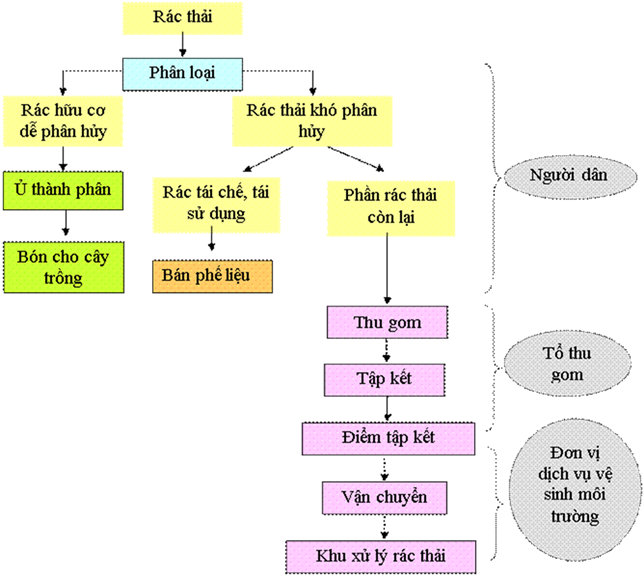 Rác thải
Phân loại
Rác hữu cơ
dễ phân hủy
Rác thải khó phân
hủy
Ủ thành phân
Rác tái chế, tái
sử dụng
Phần rác thải
còn lại
Người dân
Bón cho cây
trồng
Bán phế liệu
Thu gom
Tổ thu
gom
Tập kết
Điểm tập kết
Đơn vị
dịch vụ vệ
sinh môi
trường
Vận chuyển
Khu xử lý rác thải